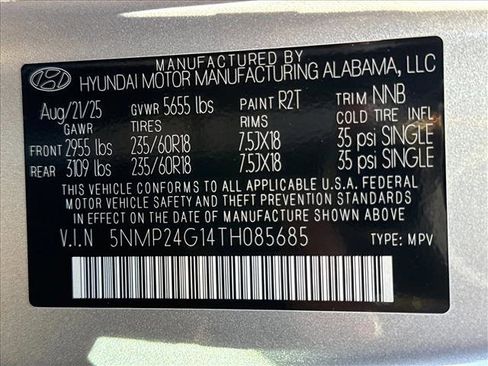 MANUFACTURED BY
HYUNDAI MOTOR MANUFACTURING ALABAMA, LLC
Aug/21/25 GVWR 5655 lbs PAINT R2T TRIM NNB
GAWR TIRES RIMS COLD TIRE INFL
FRONT 2955 lbs 235/60R18 7.5JX18 35 psi SINGLE
REAR 3109 lbs 235/60R18 7.5JX18 35 psi SINGLE
THIS VEHICLE CONFORMS TO ALL APPLICABLE U.S.A. FEDERAL
MOTOR VEHICLE SAFETY AND THEFT PREVENTION STANDARDS
IN EFFECT ON THE DATE OF MANUFACTURE SHOWN ABOVE.
V.I.N 5NMP24G14TH085685 TYPE: MPV